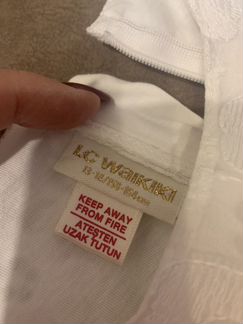 LC WAIKIKI
KEEP AWAY
FROM FIRE
ATEŞTEN
UZAK TUTUN